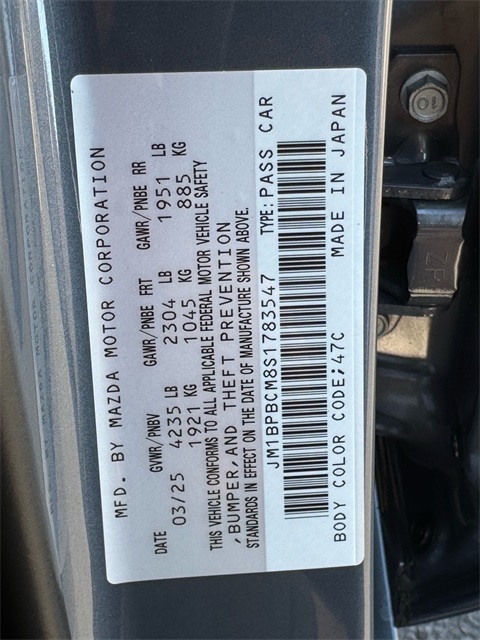 MFD. BY MAZDA MOTOR CORPORATION
DATE GVWR/PNBV GAWR/PNBE FRT GAWR/PNBE RR
03/25 4235 LB 2304 LB 1951 LB
1921 KG 1045 KG 885 KG
THIS VEHICLE CONFORMS TO ALL APPLICABLE FEDERAL MOTOR VEHICLE SAFETY
,BUMPER,AND THEFT PREVENTION
STANDARDS IN EFFECT ON THE DATE OF MANUFACTURE SHOWN ABOVE.
JM1BPBCM8S1783547 TYPE:PASS CAR
BODY COLOR CODE;47C MADE IN JAPAN
10
ZP